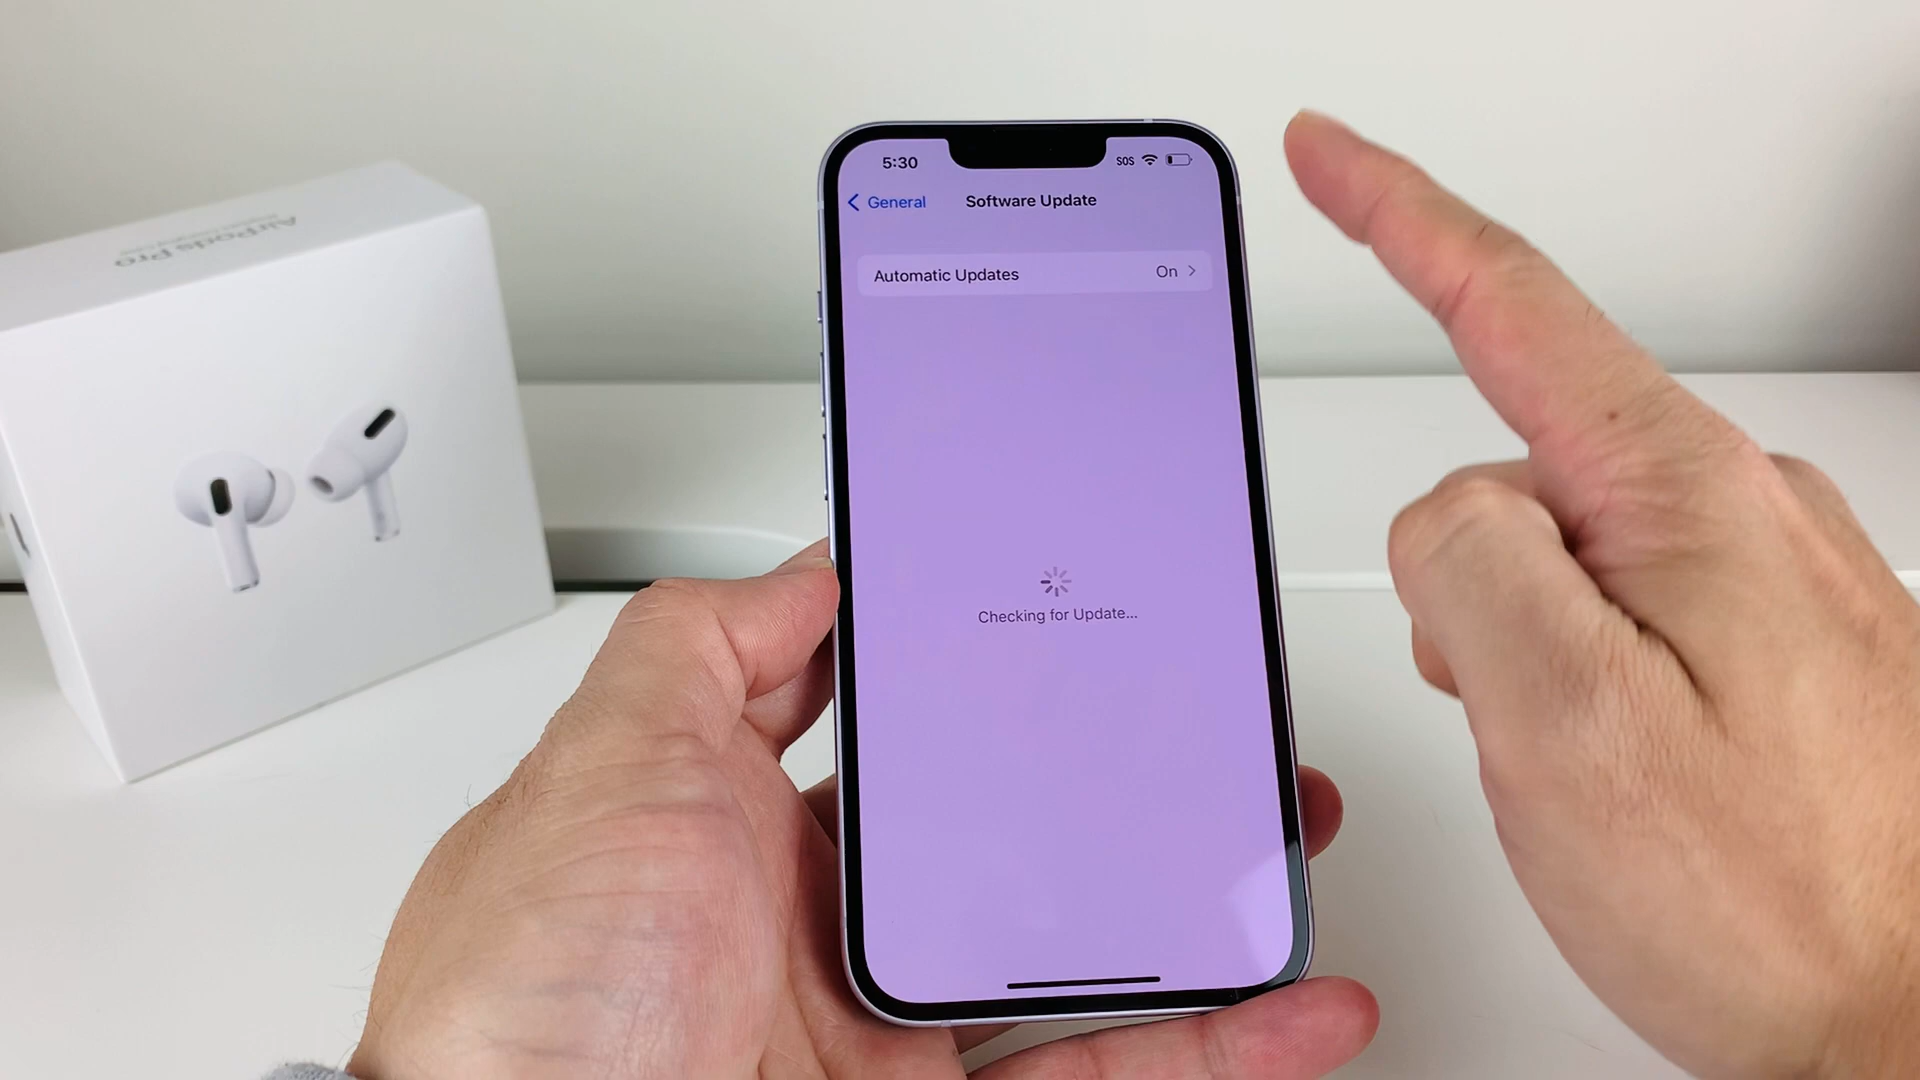 AirPods Pro
5:30
SOS
General
Software Update
Automatic Updates
On
Checking for Update...